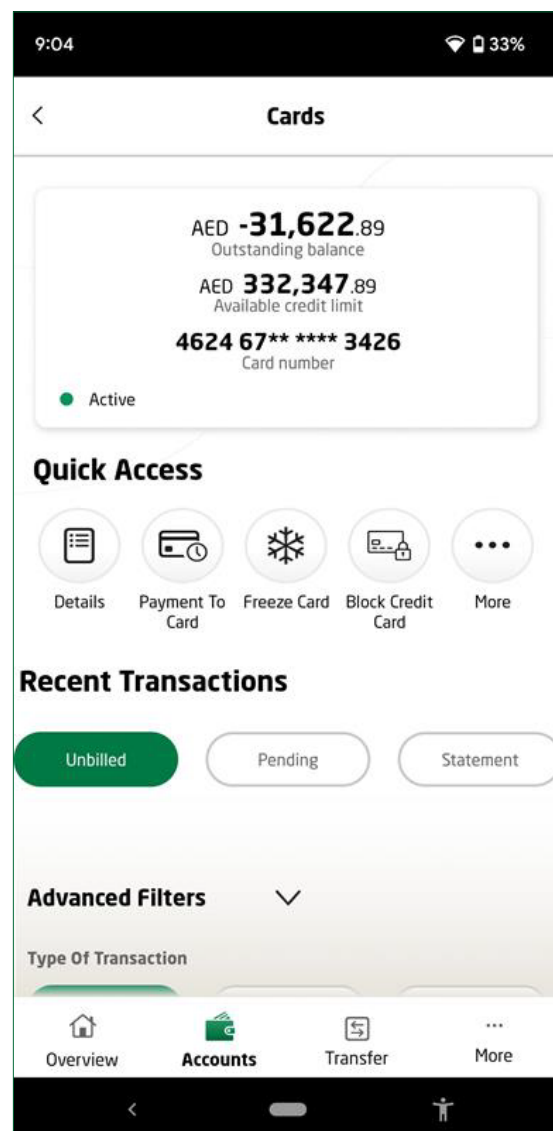 9:04 33%
Cards
AED -31,622.89
Outstanding balance
AED 332,347.89
Available credit limit
4624 67** **** 3426
Card number
Active
Quick Access
Details Payment To Card Freeze Card Block Credit Card More
Recent Transactions
Unbilled Pending Statement
Advanced Filters
Type Of Transaction
Overview Accounts Transfer More